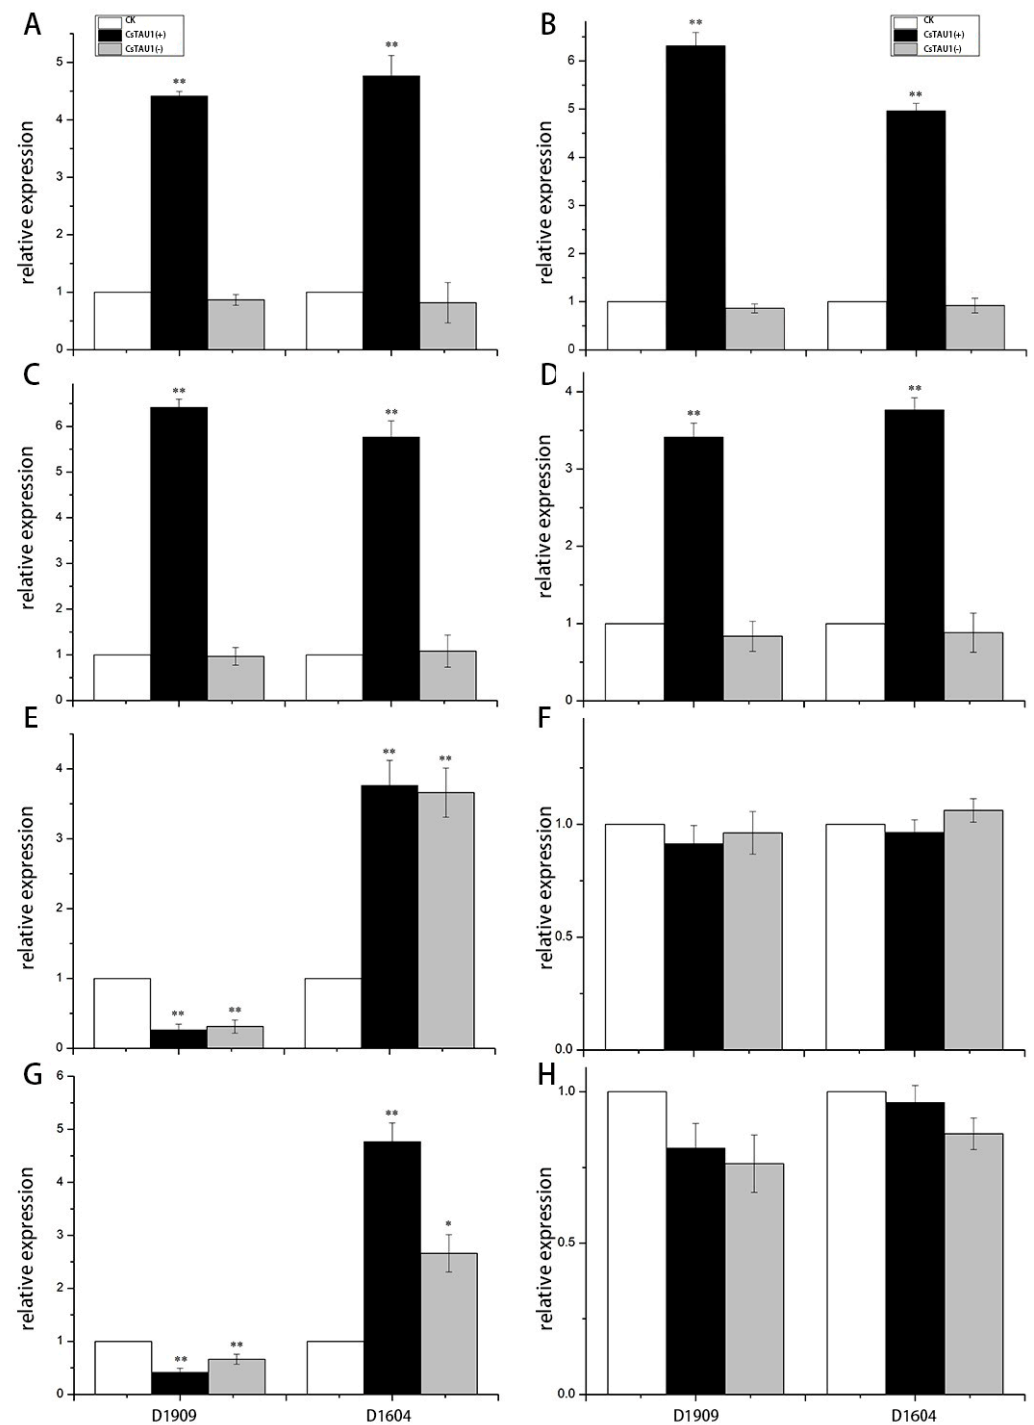 A
CK
CsTAU1(+)
CsTAU1(-)
relative expression
5
4
3
2
1
0
**
**
B
CK
CsTAU1(+)
CsTAU1(-)
relative expression
6
5
4
3
2
1
0
**
**
C
relative expression
6
5
4
3
2
1
0
**
**
D
relative expression
4
3
2
1
0
**
**
E
relative expression
4
3
2
1
0
**
**
**
**
F
relative expression
1.0
0.5
0.0
G
relative expression
6
5
4
3
2
1
0
**
**
**
*
D1909
D1604
H
relative expression
1.0
0.5
0.0
D1909
D1604